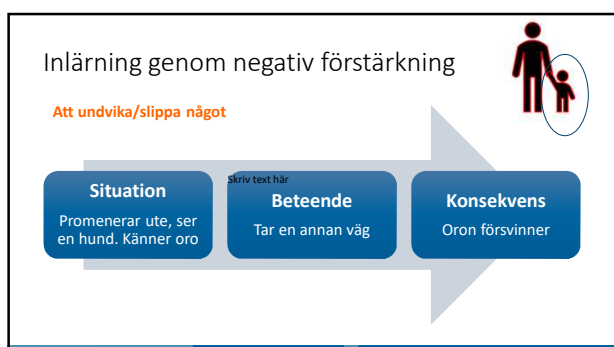 Inlärning genom negativ förstärkning
Att undvika/slippa något
Situation
Promenerar ute, ser
en hund. Känner oro
Skriv text här
Beteende
Tar en annan väg
Konsekvens
Oron försvinner